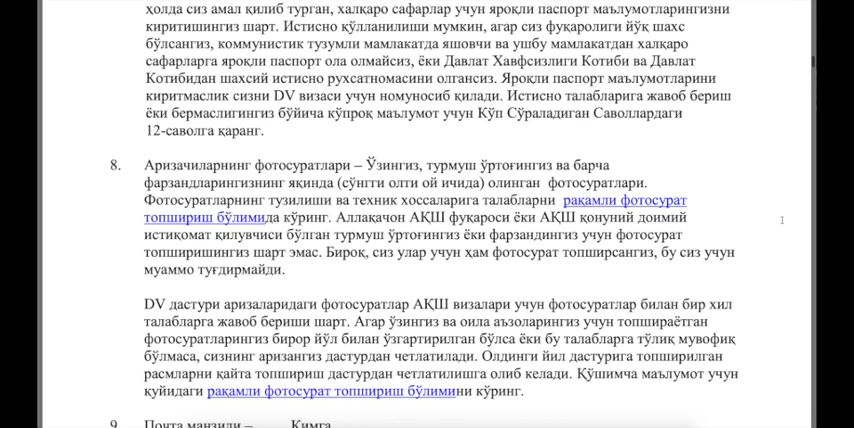 ҳолда сиз амал қилиб турган, халқаро сафарлар учун яроқли паспорт маълумотларингизни
киритишингиз шарт. Истисно қўлланилиши мумкин, агар сиз фуқаролиги йўқ шахс
бўлсангиз, коммунистик тузумли мамлакатда яшовчи ва ушбу мамлакатдан халқаро
сафарларга яроқли паспорт ола олмайсиз, ёки Давлат Хавфсизлиги Котиби ва Давлат
Котибидан шахсий истисно рухсатномасини олгансиз. Яроқли паспорт маълумотларини
киритмаслик сизни DV визаси учун номуносиб қилади. Истисно талабларига жавоб бериш
ёки бермаслигингиз бўйича кўпроқ маълумот учун Кўп Сўраладиган Саволлардаги
12-саволга қаранг.
8. Аризачиларнинг фотосуратлари – Ўзингиз, турмуш ўртоғингиз ва барча
фарзандларингизнинг яқинда (сўнгги олти ой ичида) олинган фотосуратлари.
Фотосуратларнинг тузилиши ва техник хоссаларига талабларни рақамли фотосурат
топшириш бўлимида кўринг. Аллақачон АҚШ фуқароси ёки АҚШ қонуний доимий
истиқомат қилувчиси бўлган турмуш ўртоғингиз ёки фарзандингиз учун фотосурат
топширишингиз шарт эмас. Бироқ, сиз улар учун ҳам фотосурат топширсангиз, бу сиз учун
муаммо туғдирмайди.
DV дастури аризаларидаги фотосуратлар АҚШ визалари учун фотосуратлар билан бир хил
талабларга жавоб бериши шарт. Агар ўзингиз ва оила аъзоларингиз учун топшираётган
фотосуратларингиз бирор йўл билан ўзгартирилган бўлса ёки бу талабларга тўлиқ мувофиқ
бўлмаса, сизнинг аризангиз дастурдан четлатилади. Олдинги йил дастурига топширилган
расмларни қайта топшириш дастурдан четлатилишга олиб келади. Қўшимча маълумот учун
қуйидаги рақамли фотосурат топшириш бўлимини кўринг.
9. Почта манзили – Кимга